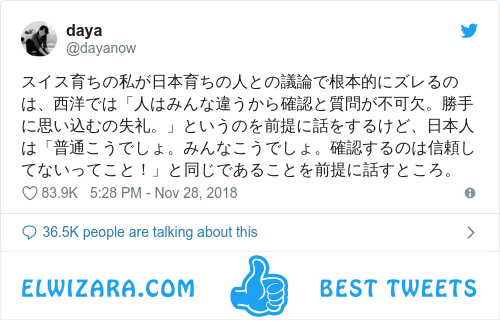 daya
@dayanow
スイス育ちの私が日本育ちの人との議論で根本的にズレるの
は、西洋では「人はみんな違うから確認と質問が不可欠。勝手
に思い込むの失礼。」というのを前提に話をするけど、日本人
は「普通こうでしょ。みんなこうでしょ。確認するのは信頼し
てないってこと！」と同じであることを前提に話すところ。
83.9K 5:28 PM - Nov 28, 2018
36.5K people are talking about this
ELWIZARA.COM BEST TWEETS